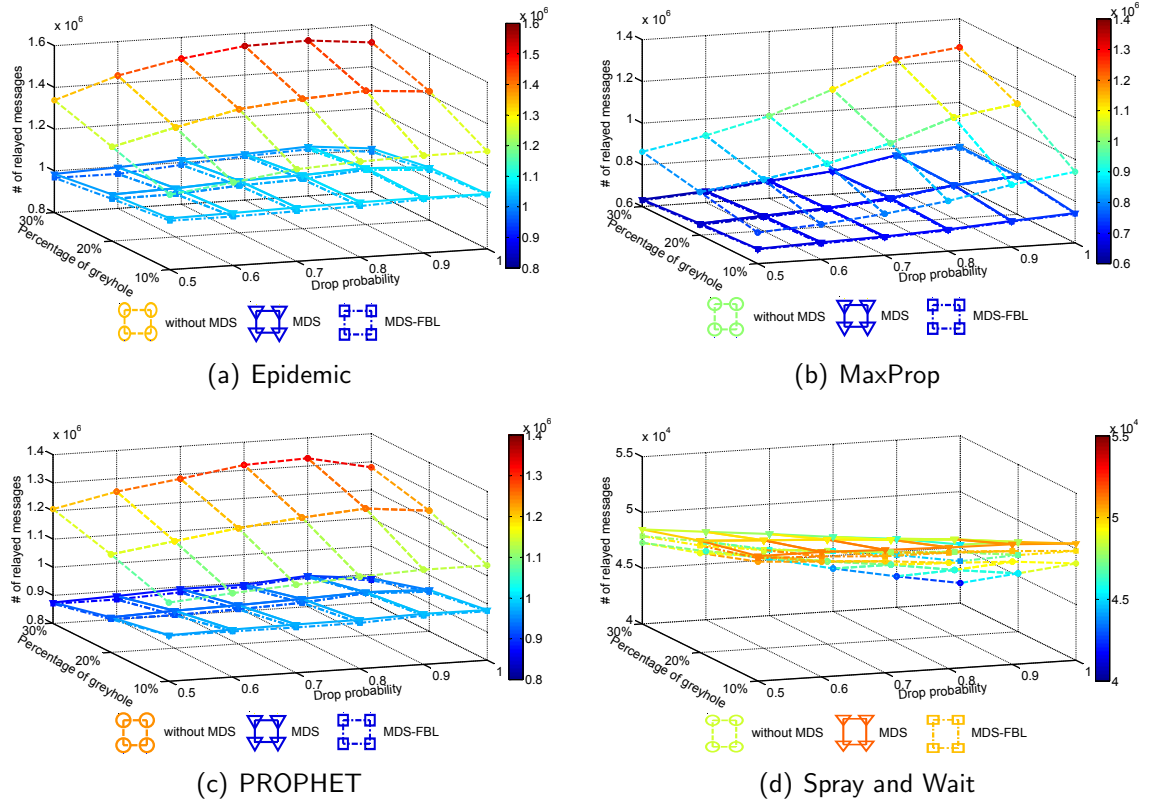 x 10^6
1.6
1.4
1.2
1
0.8
# of relayed messages
30%
20%
10%
Percentage of greyhole
0.5
0.6
0.7
0.8
0.9
1
Drop probability
x 10^6
1.6
1.5
1.4
1.3
1.2
1.1
1
0.9
0.8
without MDS
MDS
MDS-FBL
(a) Epidemic
x 10^6
1.4
1.2
1
0.8
0.6
# of relayed messages
30%
20%
10%
Percentage of greyhole
0.5
0.6
0.7
0.8
0.9
1
Drop probability
x 10^6
1.4
1.3
1.2
1.1
1
0.9
0.8
0.7
0.6
without MDS
MDS
MDS-FBL
(b) MaxProp
x 10^6
1.4
1.3
1.2
1.1
1
0.9
0.8
# of relayed messages
30%
20%
10%
Percentage of greyhole
0.5
0.6
0.7
0.8
0.9
1
Drop probability
x 10^6
1.4
1.3
1.2
1.1
1
0.9
0.8
without MDS
MDS
MDS-FBL
(c) PROPHET
x 10^4
5.5
5
4.5
4
# of relayed messages
30%
20%
10%
Percentage of greyhole
0.5
0.6
0.7
0.8
0.9
1
Drop probability
x 10^4
5.5
5
4.5
4
without MDS
MDS
MDS-FBL
(d) Spray and Wait